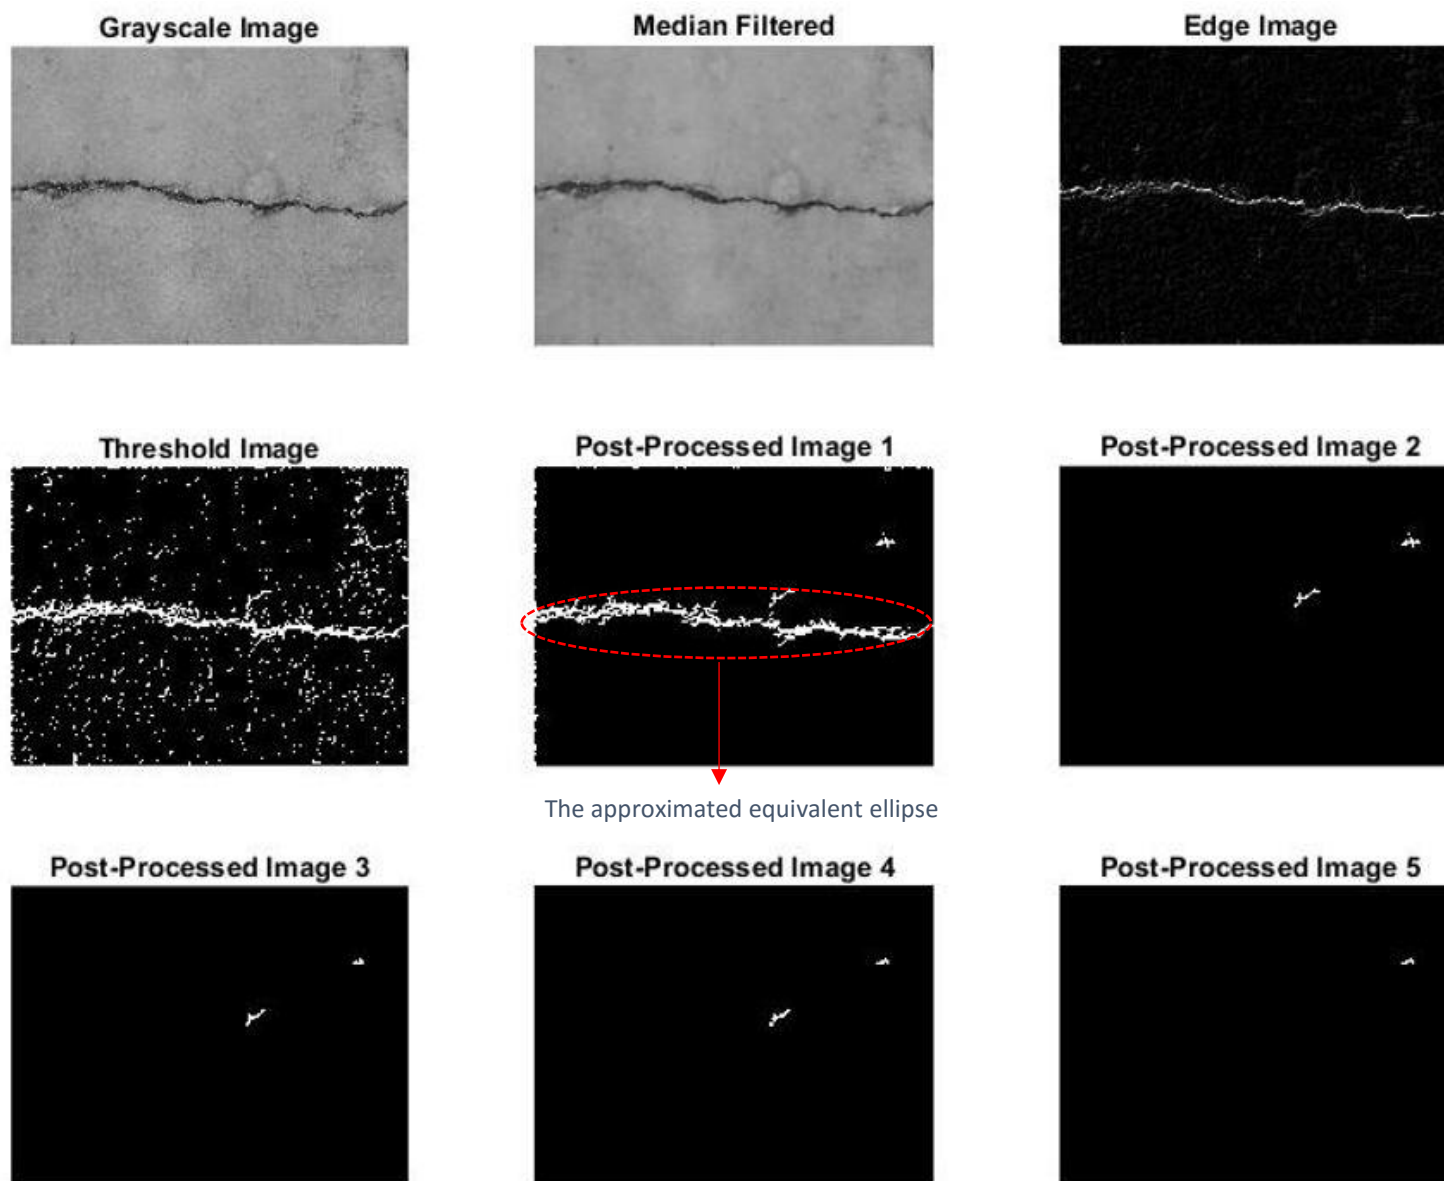 Grayscale Image
Median Filtered
Edge Image
Threshold Image
Post-Processed Image 1
Post-Processed Image 2
The approximated equivalent ellipse
Post-Processed Image 3
Post-Processed Image 4
Post-Processed Image 5